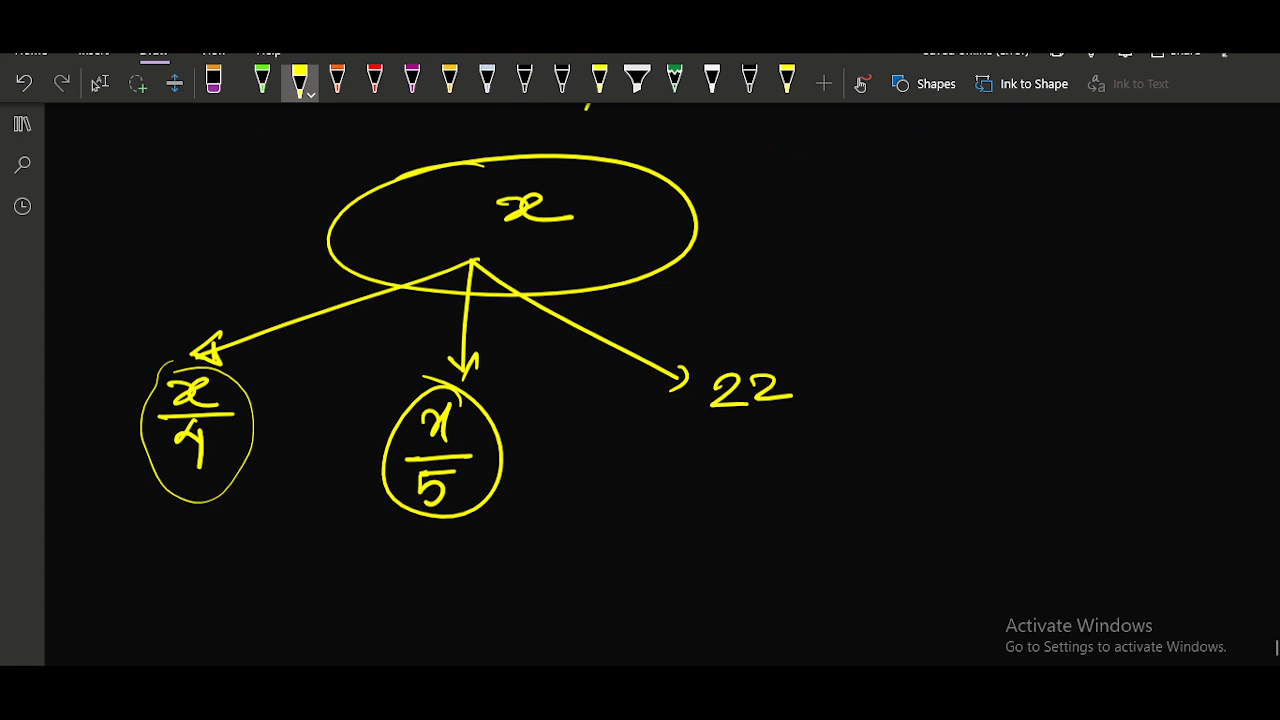 Shapes
Ink to Shape
Ink to Text
x
x
4
x
5
22
Activate Windows
Go to Settings to activate Windows.